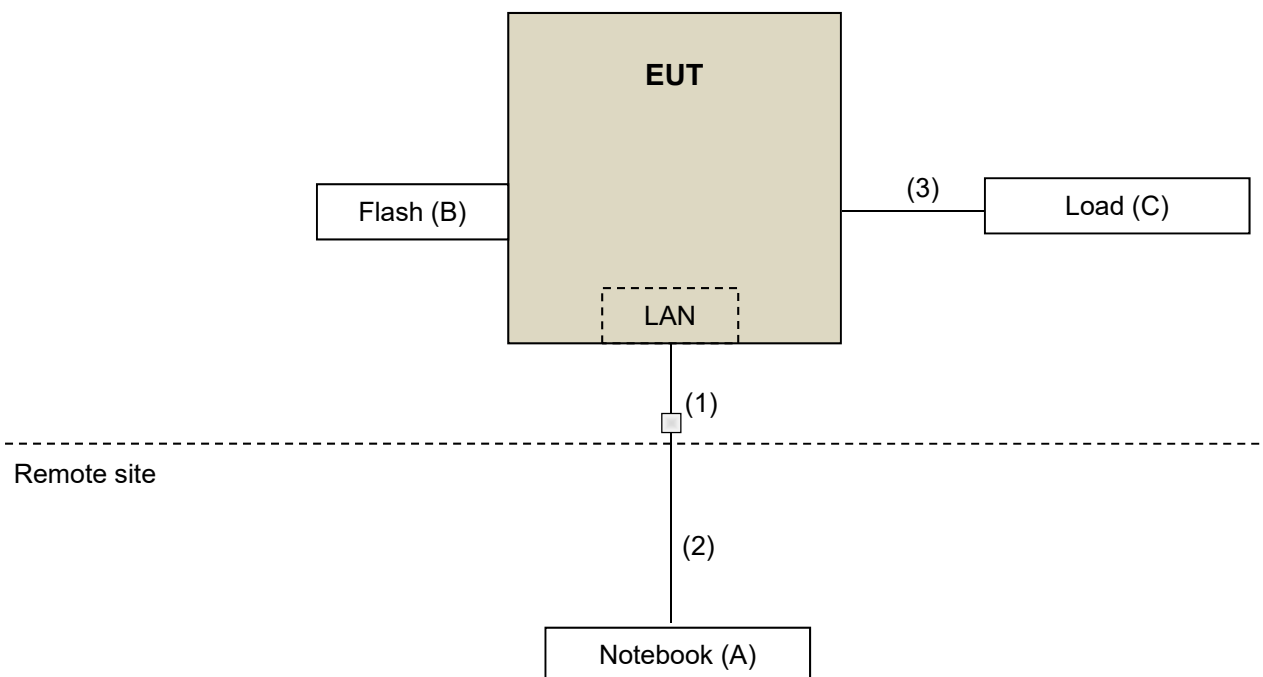 EUT
(3)
Flash (B)
Load (C)
LAN
(1)
Remote site
(2)
Notebook (A)